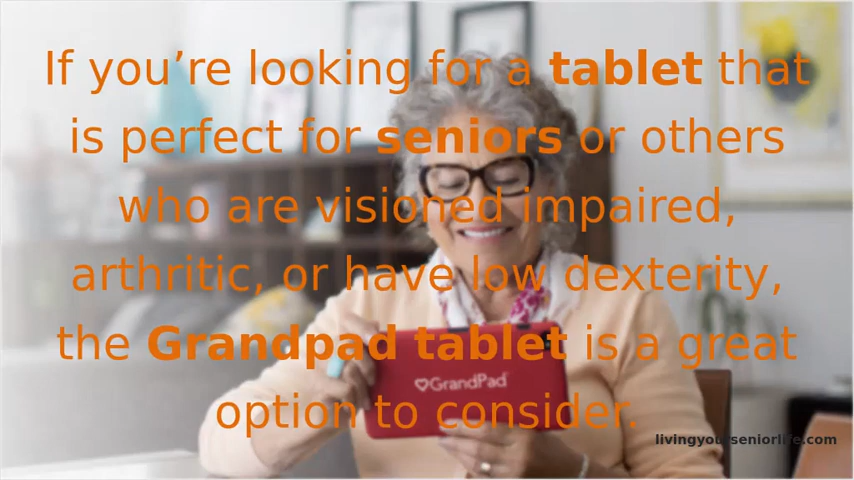 If you’re looking for a tablet that
is perfect for seniors or others
who are visioned impaired,
arthritic, or have low dexterity,
the Grandpad tablet is a great
option to consider.
GrandPad
livingyourseniorlife.com